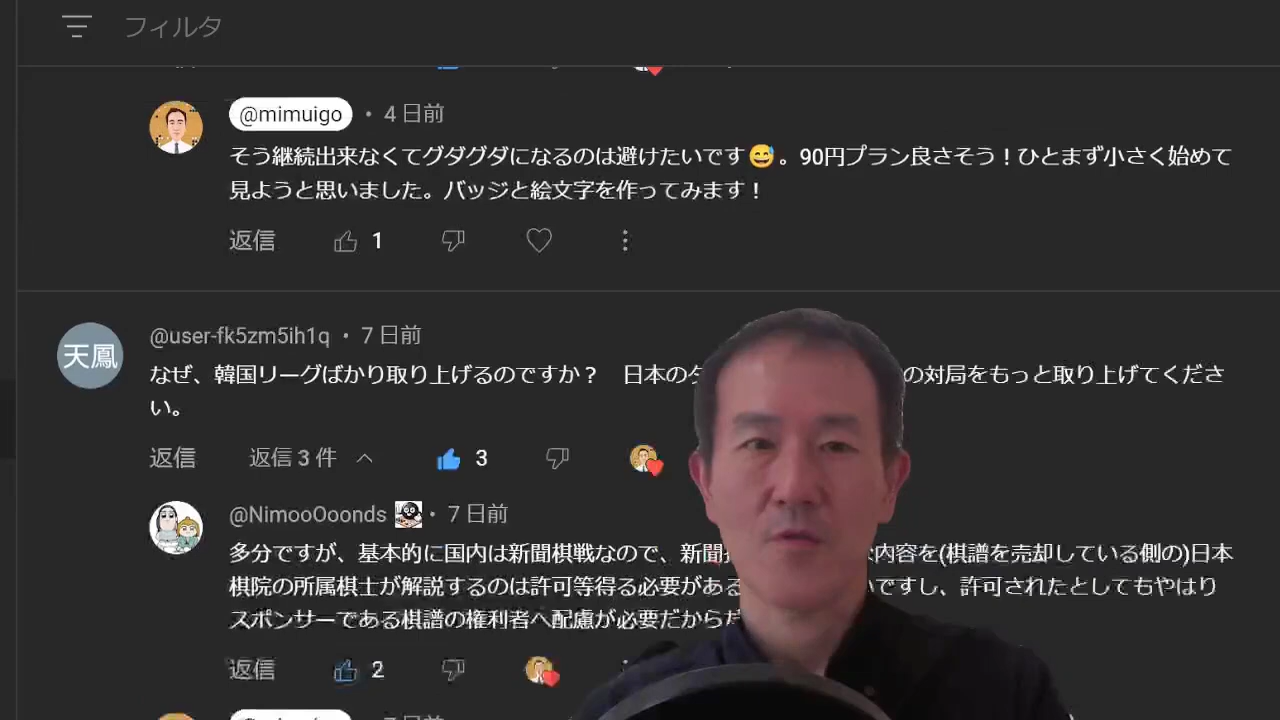 フィルタ
@mimuigo • 4 日前
そう継続出来なくてグダグダになるのは避けたいです😅。90円プラン良さそう！ひとまず小さく始めて
見ようと思いました。バッジと絵文字を作ってみます！
返信 1
@user-fk5zm5ih1q • 7 日前
天鳳
なぜ、韓国リーグばかり取り上げるのですか？ 日本の の対局をもっと取り上げてくださ
い。
返信 返信 3 件 3
@NimooOoonds • 7 日前
多分ですが、基本的に国内は新聞棋戦なので、新聞 内容を(棋譜を売却している側の)日本
棋院の所属棋士が解説するのは許可等得る必要がある ですし、許可されたとしてもやはり
スポンサーである棋譜の権利者へ配慮が必要だから
返信 2